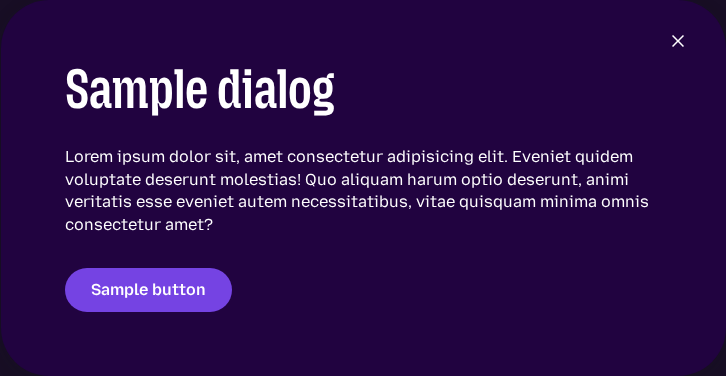 Sample dialog
Lorem ipsum dolor sit, amet consectetur adipisicing elit. Eveniet quidem
voluptate deserunt molestias! Quo aliquam harum optio deserunt, animi
veritatis esse eveniet autem necessitatibus, vitae quisquam minima omnis
consectetur amet?
Sample button